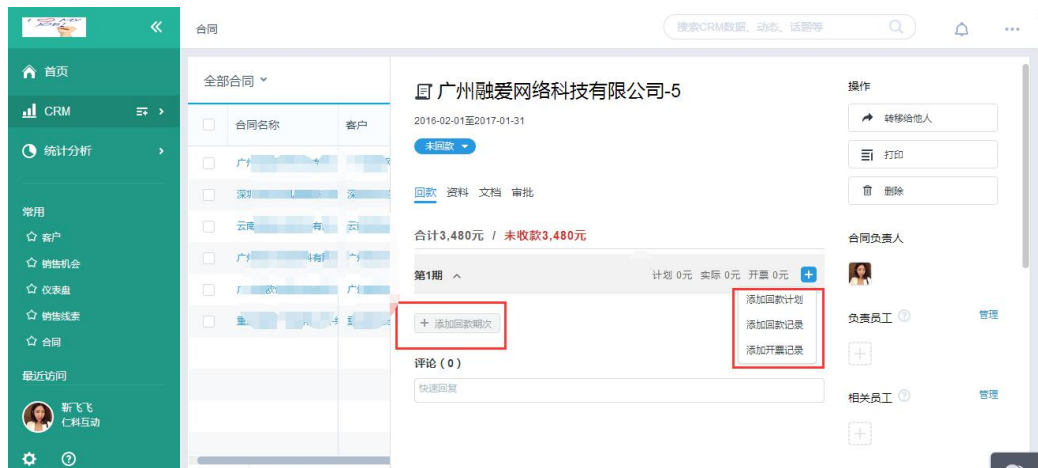 合同
搜索CRM数据、动态、话题等
首页
CRM
统计分析
常用
客户
销售机会
仪表盘
销售线索
合同
最近访问
靳飞飞
仁科互动
全部合同
合同名称 客户
广州融爱网络科技有限公司-5
2016-02-01至2017-01-31
未回款
回款 资料 文档 审批
合计3,480元 / 未收款3,480元
第1期 计划 0元 实际 0元 开票 0元
添加回款计划
添加回款记录
添加开票记录
+ 添加回款期次
评论 ( 0 )
快速回复
操作
转移给他人
打印
删除
合同负责人
负责员工 管理
相关员工 管理